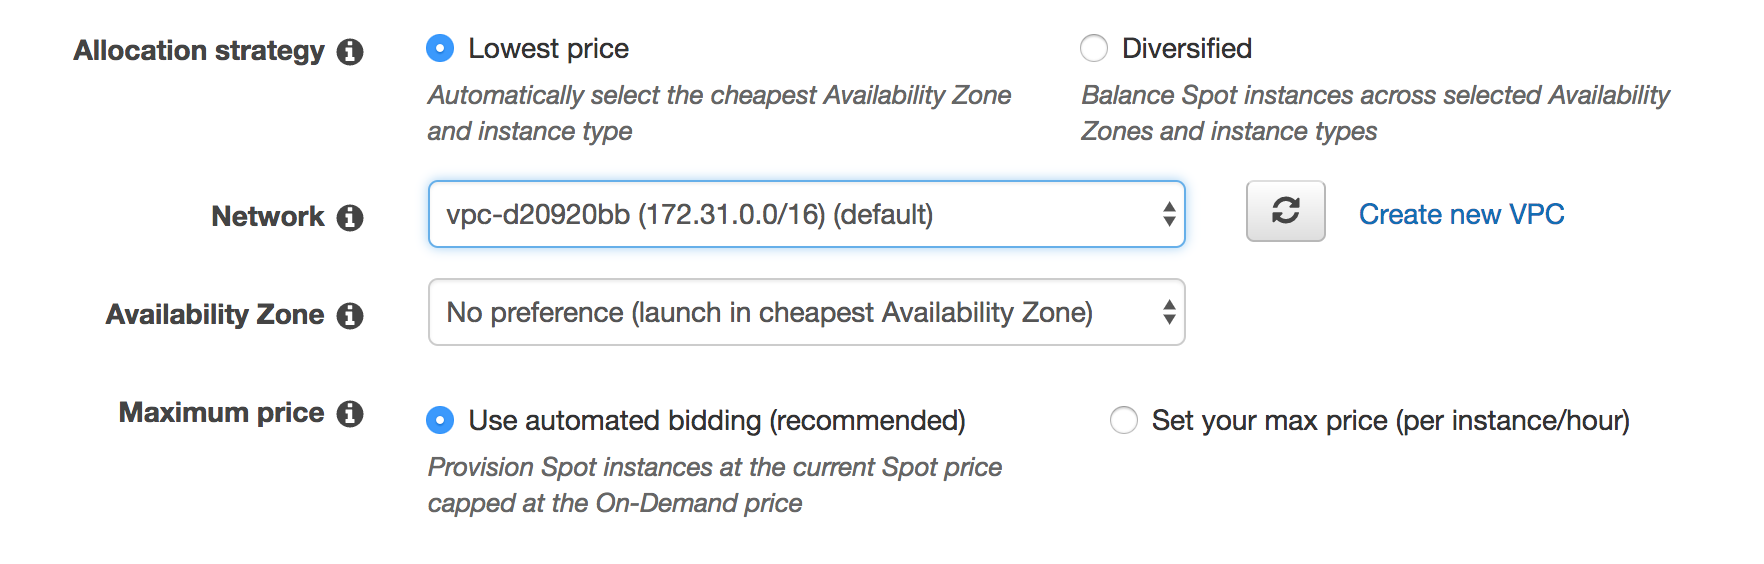 Allocation strategy
Lowest price
Automatically select the cheapest Availability Zone
and instance type
Diversified
Balance Spot instances across selected Availability
Zones and instance types
Network
vpc-d20920bb (172.31.0.0/16) (default)
Create new VPC
Availability Zone
No preference (launch in cheapest Availability Zone)
Maximum price
Use automated bidding (recommended)
Provision Spot instances at the current Spot price
capped at the On-Demand price
Set your max price (per instance/hour)